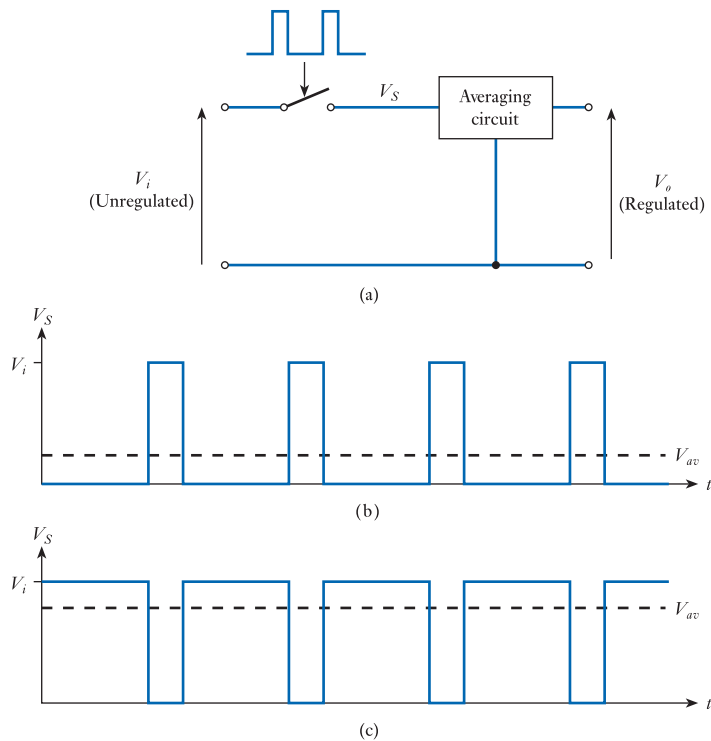 V_S
Averaging
circuit
V_i
(Unregulated)
V_o
(Regulated)
(a)
V_S
V_i
V_av
t
(b)
V_S
V_i
V_av
t
(c)